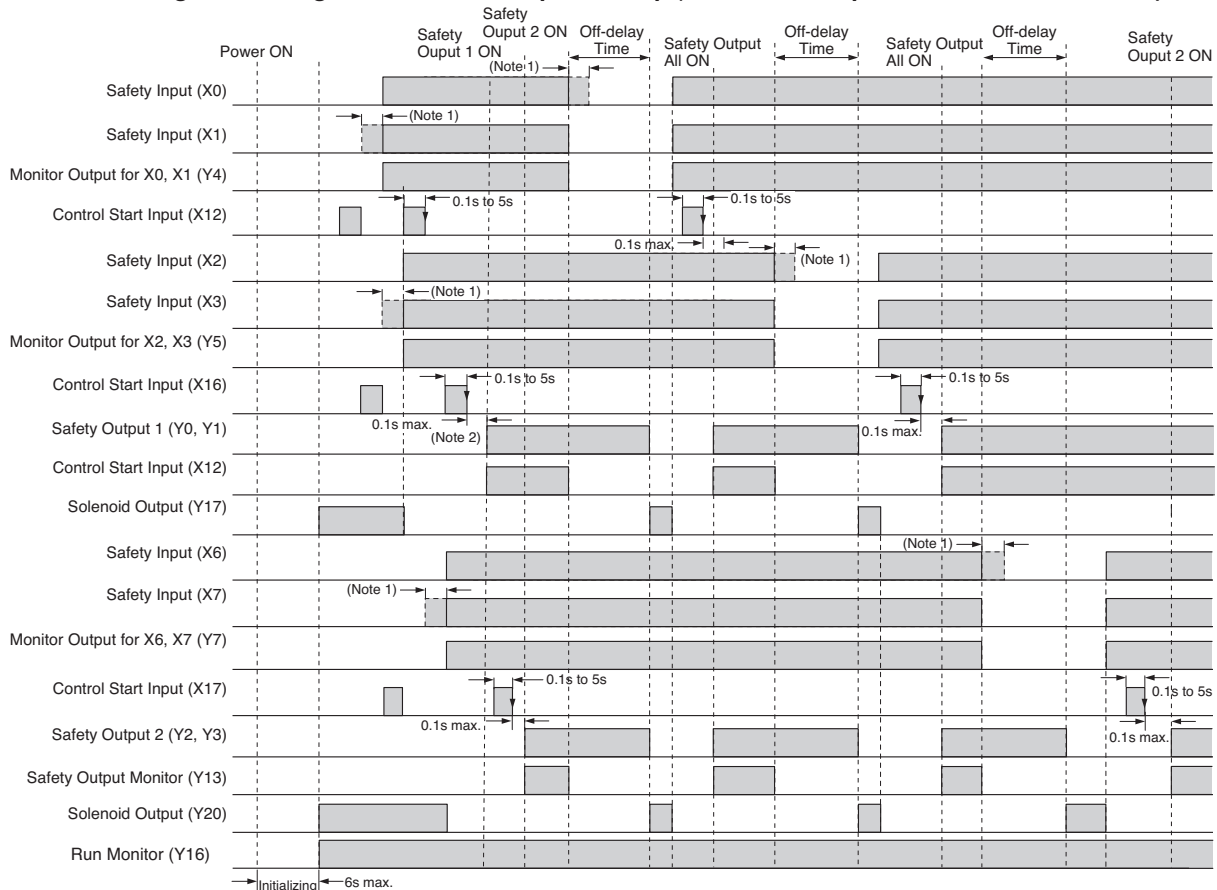 Power ON
Safety
Ouput 1 ON
Safety
Ouput 2 ON
Off-delay
Time
Safety Output
All ON
Off-delay
Time
Safety Output
All ON
Off-delay
Time
Safety
Ouput 2 ON
(Note 1)
Safety Input (X0)
(Note 1)
Safety Input (X1)
Monitor Output for X0, X1 (Y4)
0.1s to 5s
0.1s to 5s
Control Start Input (X12)
0.1s max.
Safety Input (X2)
(Note 1)
(Note 1)
Safety Input (X3)
Monitor Output for X2, X3 (Y5)
0.1s to 5s
0.1s to 5s
Control Start Input (X16)
0.1s max.
(Note 2)
0.1s max.
Safety Output 1 (Y0, Y1)
Control Start Input (X12)
Solenoid Output (Y17)
(Note 1)
Safety Input (X6)
(Note 1)
Safety Input (X7)
Monitor Output for X6, X7 (Y7)
0.1s to 5s
0.1s to 5s
Control Start Input (X17)
0.1s max.
0.1s max.
Safety Output 2 (Y2, Y3)
Safety Output Monitor (Y13)
Solenoid Output (Y20)
Run Monitor (Y16)
Initializing
6s max.